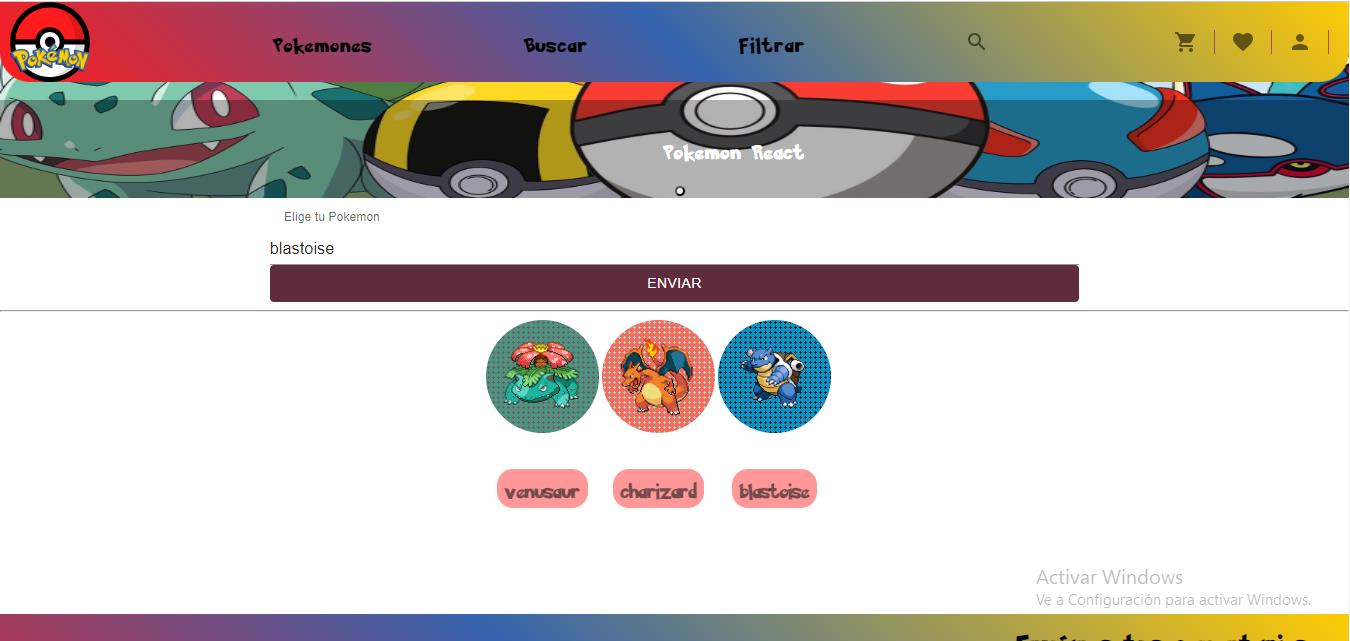 POKéMON
Pokemones
Buscar
Filtrar
Pokemon React
Elige tu Pokemon
blastoise
ENVIAR
venusaur
charizard
blastoise
Activar Windows
Ve a Configuración para activar Windows.